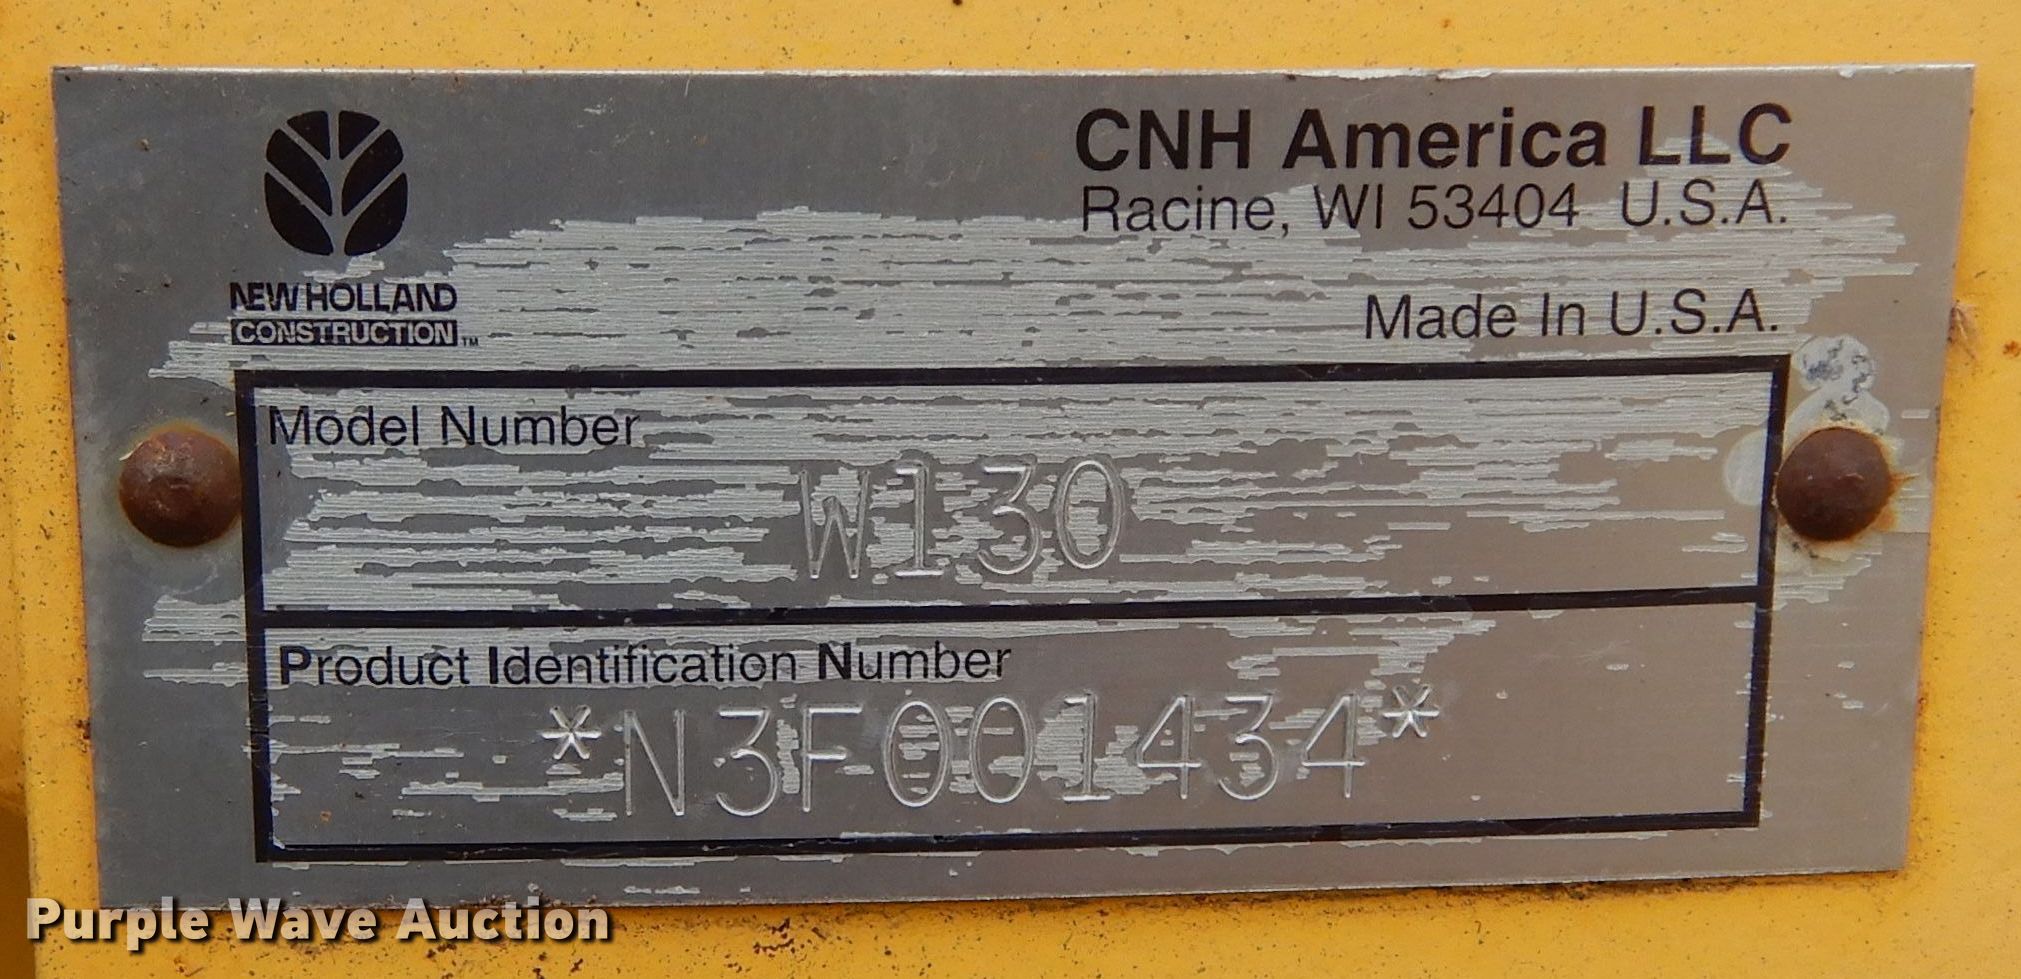 CNH America LLC
Racine, WI 53404 U.S.A.
NEW HOLLAND
CONSTRUCTION™
Made In U.S.A.
Model Number
W130
Product Identification Number
*N3F001434*
Purple Wave Auction